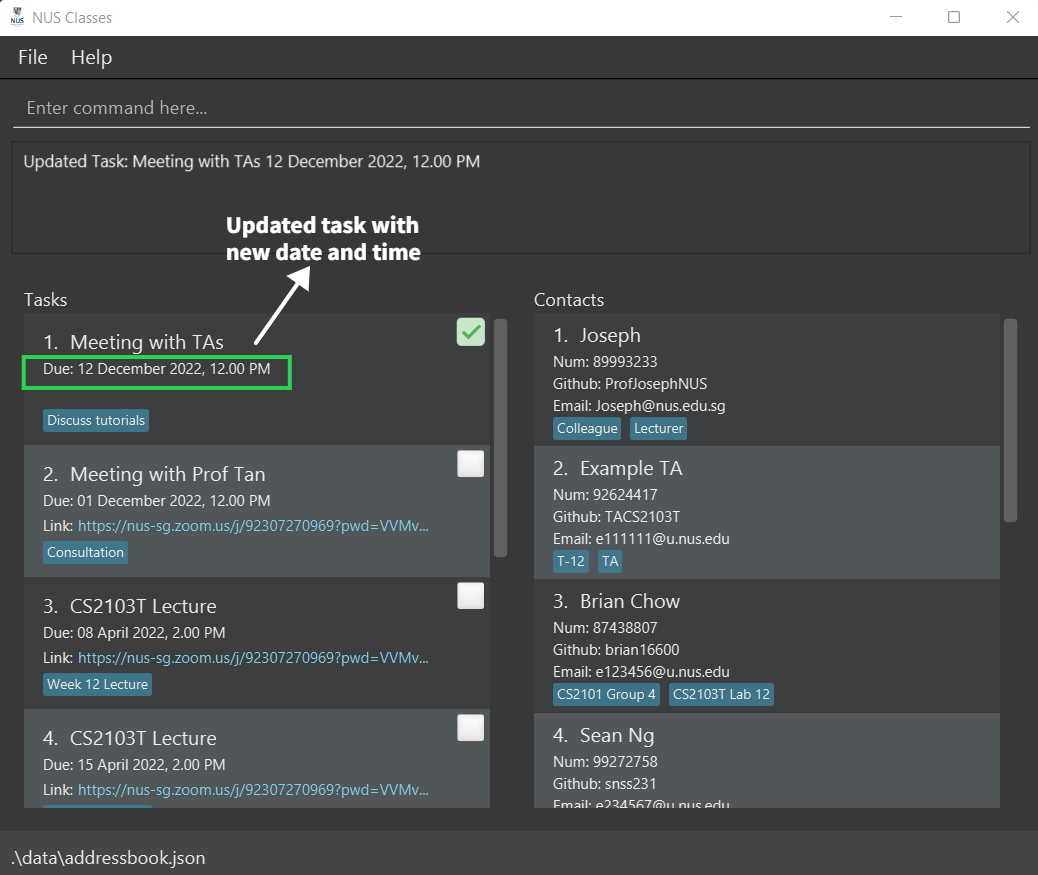 NUS
NUS Classes
File Help
Enter command here...
Updated Task: Meeting with TAs 12 December 2022, 12.00 PM
Updated task with
new date and time
Tasks
1. Meeting with TAs
Due: 12 December 2022, 12.00 PM
Discuss tutorials
2. Meeting with Prof Tan
Due: 01 December 2022, 12.00 PM
Link: https://nus-sg.zoom.us/j/92307270969?pwd=VVMv...
Consultation
3. CS2103T Lecture
Due: 08 April 2022, 2.00 PM
Link: https://nus-sg.zoom.us/j/92307270969?pwd=VVMv...
Week 12 Lecture
4. CS2103T Lecture
Due: 15 April 2022, 2.00 PM
Link: https://nus-sg.zoom.us/j/92307270969?pwd=VVMv...
Contacts
1. Joseph
Num: 89993233
Github: ProfJosephNUS
Email: Joseph@nus.edu.sg
Colleague Lecturer
2. Example TA
Num: 92624417
Github: TACS2103T
Email: e111111@u.nus.edu
T-12 TA
3. Brian Chow
Num: 87438807
Github: brian16600
Email: e123456@u.nus.edu
CS2101 Group 4 CS2103T Lab 12
4. Sean Ng
Num: 99272758
Github: snss231
Email: e234567@u.nus.edu
.\data\addressbook.json